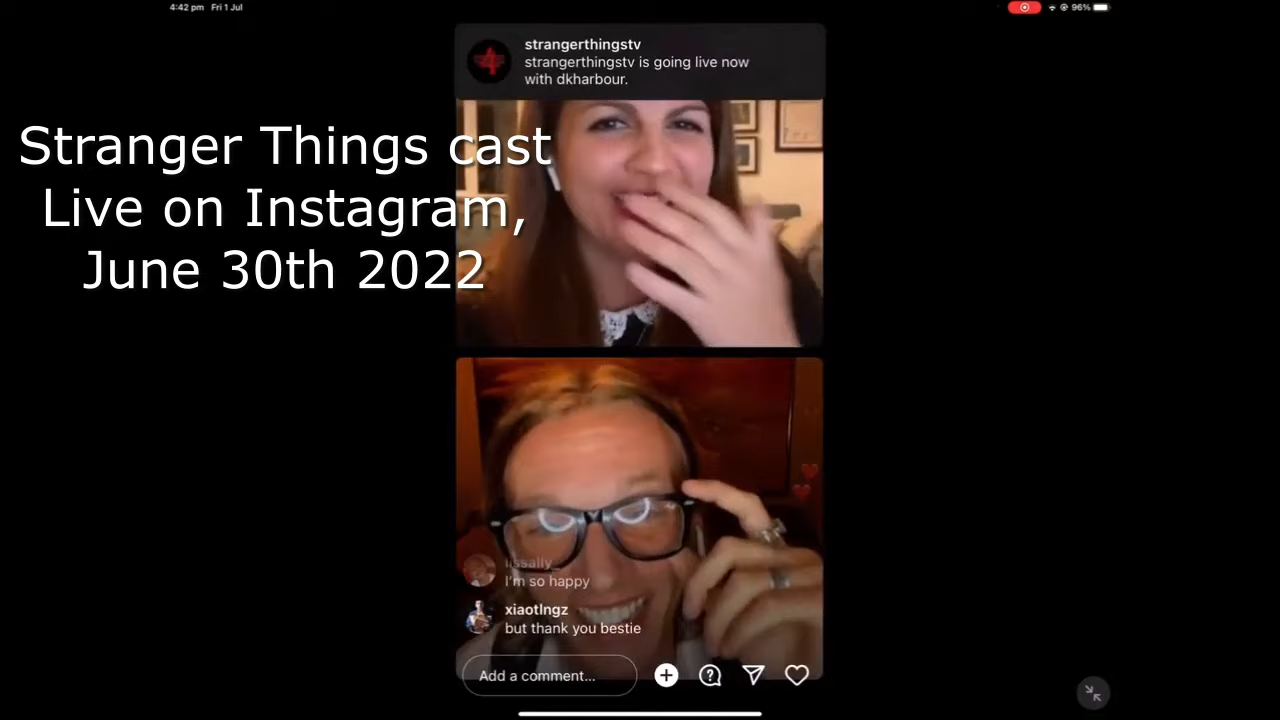 4:42 pm Fri 1 Jul
96%
strangerthingstv
strangerthingstv is going live now
with dkharbour.
Stranger Things cast
Live on Instagram,
June 30th 2022
I'm so happy
xiaotlngz
but thank you bestie
Add a comment...